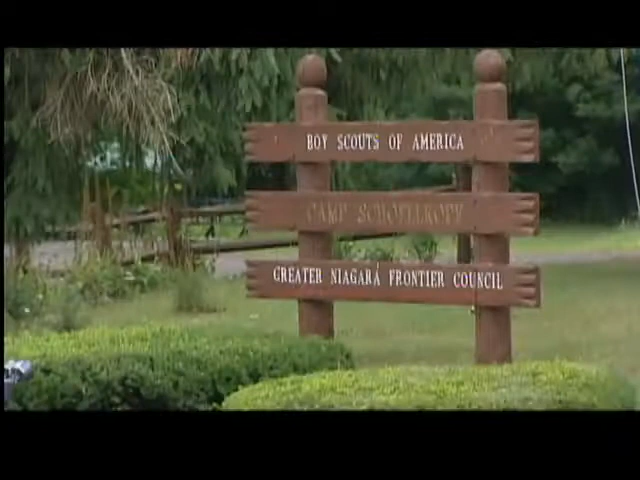 BOY SCOUTS OF AMERICA
CAMP SCHOELLKOPF
GREATER NIAGARA FRONTIER COUNCIL